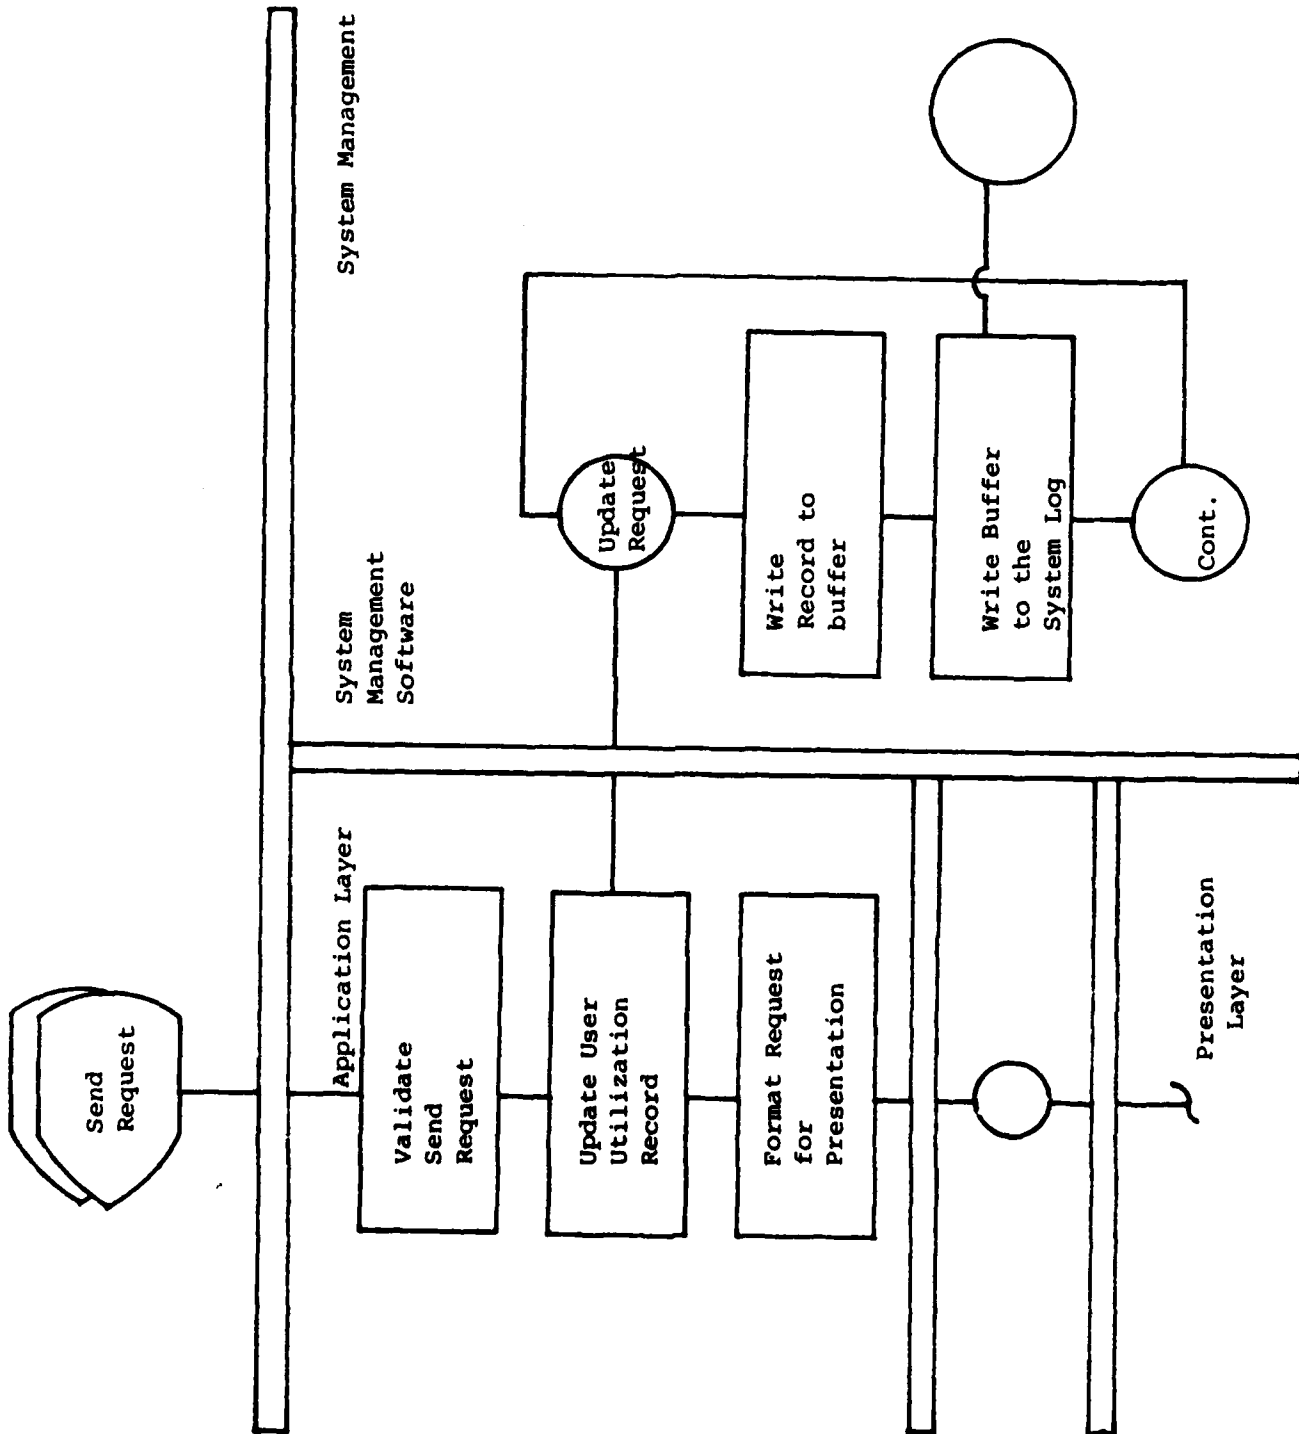 Send
Request
Application Layer
Validate
Send
Request
Update User
Utilization
Record
Format Request
for
Presentation
Presentation
Layer
System
Management
Software
System Management
Update
Request
Write
Record to
buffer
Write Buffer
to the
System Log
Cont.